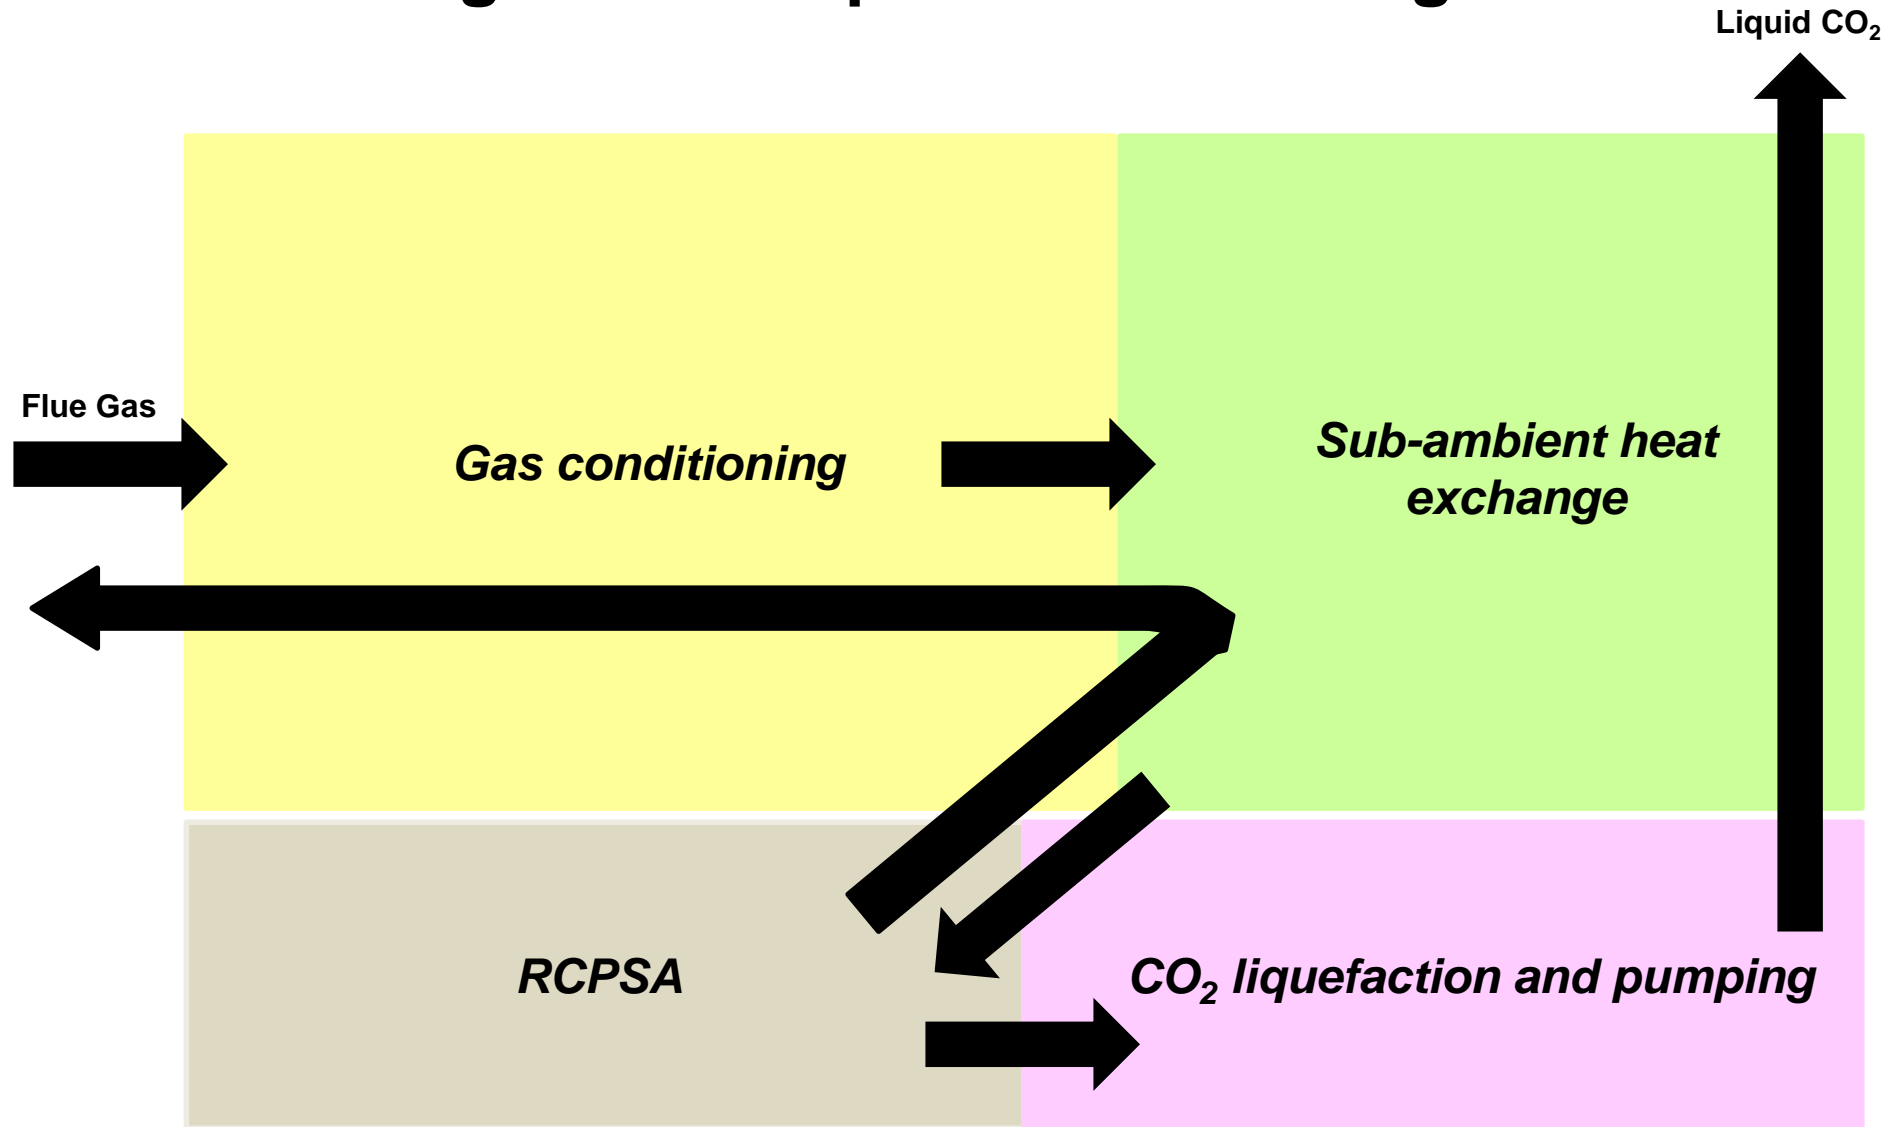 Liquid CO₂
Flue Gas
Gas conditioning
Sub-ambient heat
exchange
RCPSA
CO₂ liquefaction and pumping